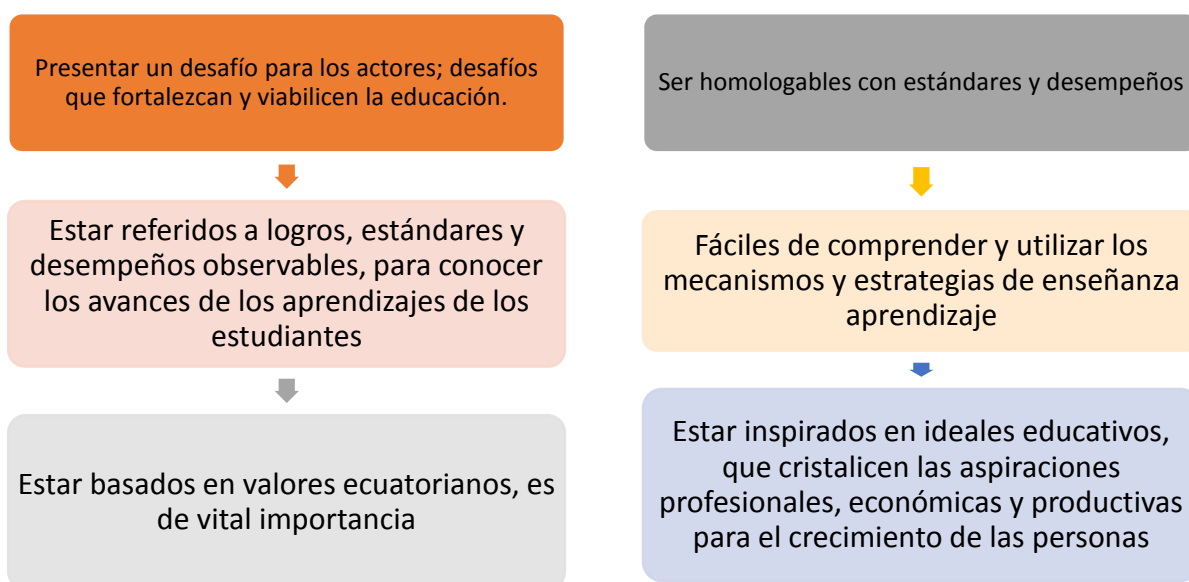 Presentar un desafío para los actores; desafíos
que fortalezcan y viabilicen la educación.
Estar referidos a logros, estándares y
desempeños observables, para conocer
los avances de los aprendizajes de los
estudiantes
Estar basados en valores ecuatorianos, es
de vital importancia
Ser homologables con estándares y desempeños
Fáciles de comprender y utilizar los
mecanismos y estrategias de enseñanza
aprendizaje
Estar inspirados en ideales educativos,
que cristalicen las aspiraciones
profesionales, económicas y productivas
para el crecimiento de las personas